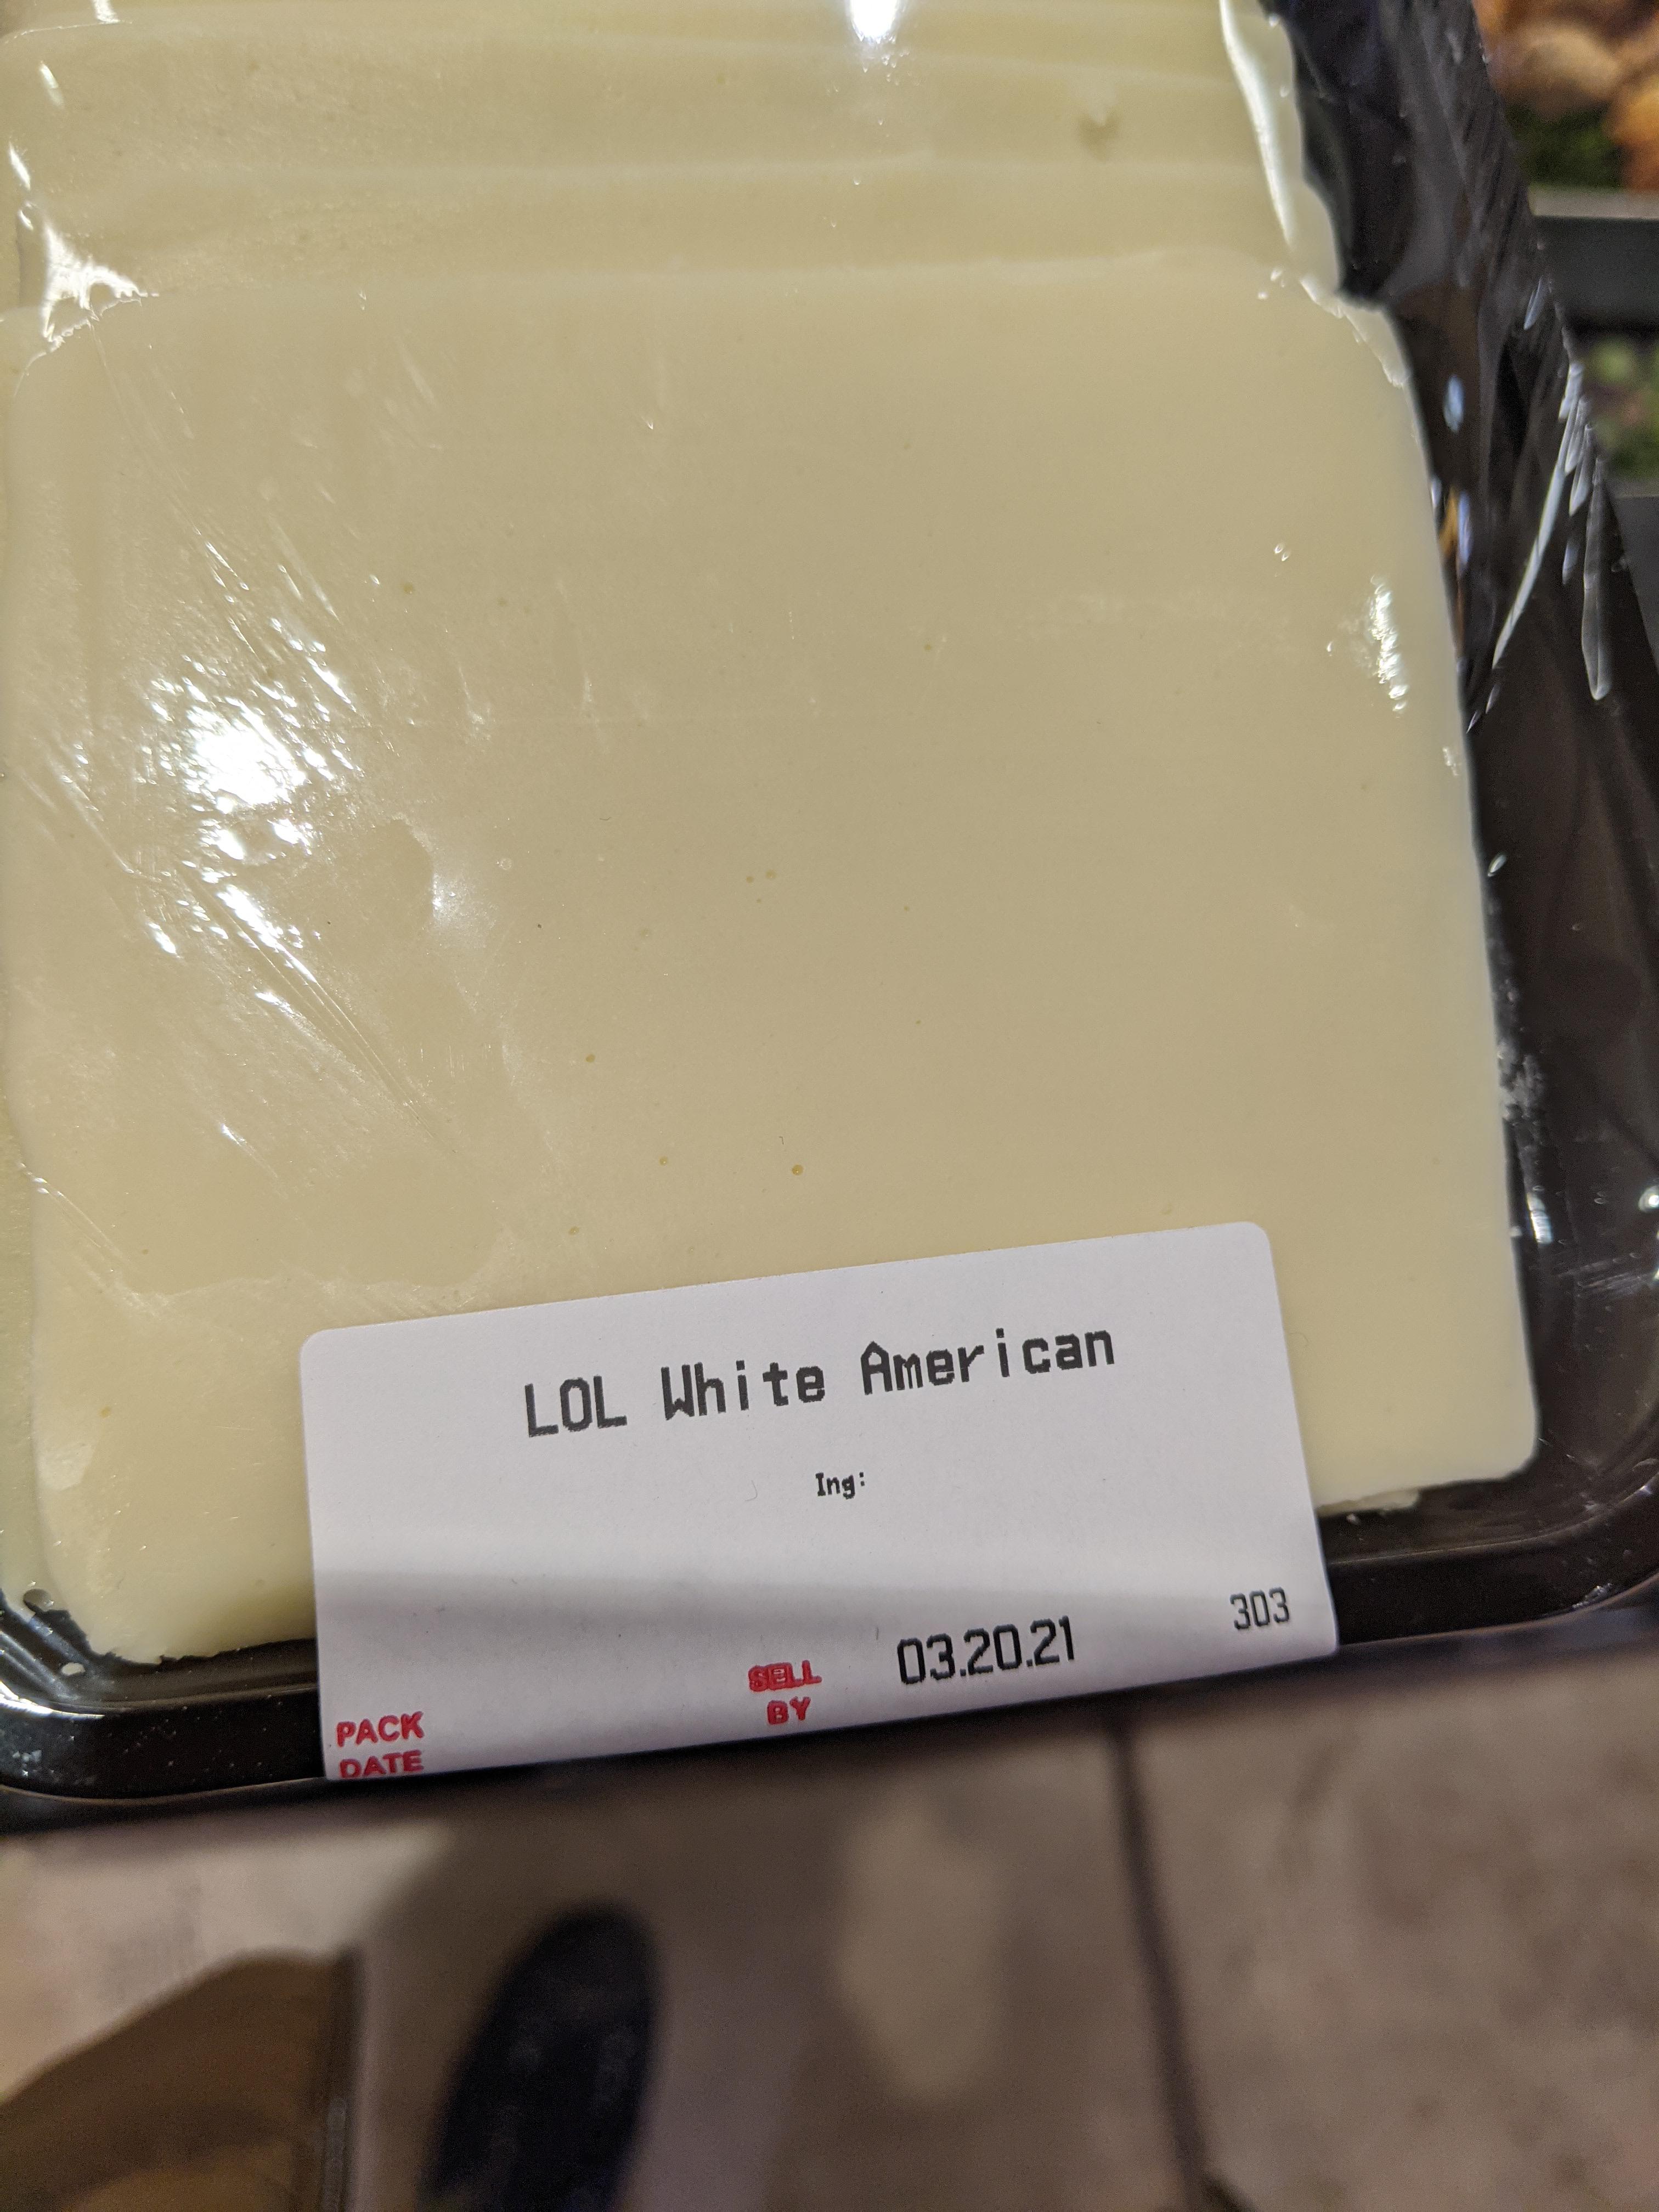 LOL White American
Ing:
303
SELL BY 03.20.21
PACK DATE